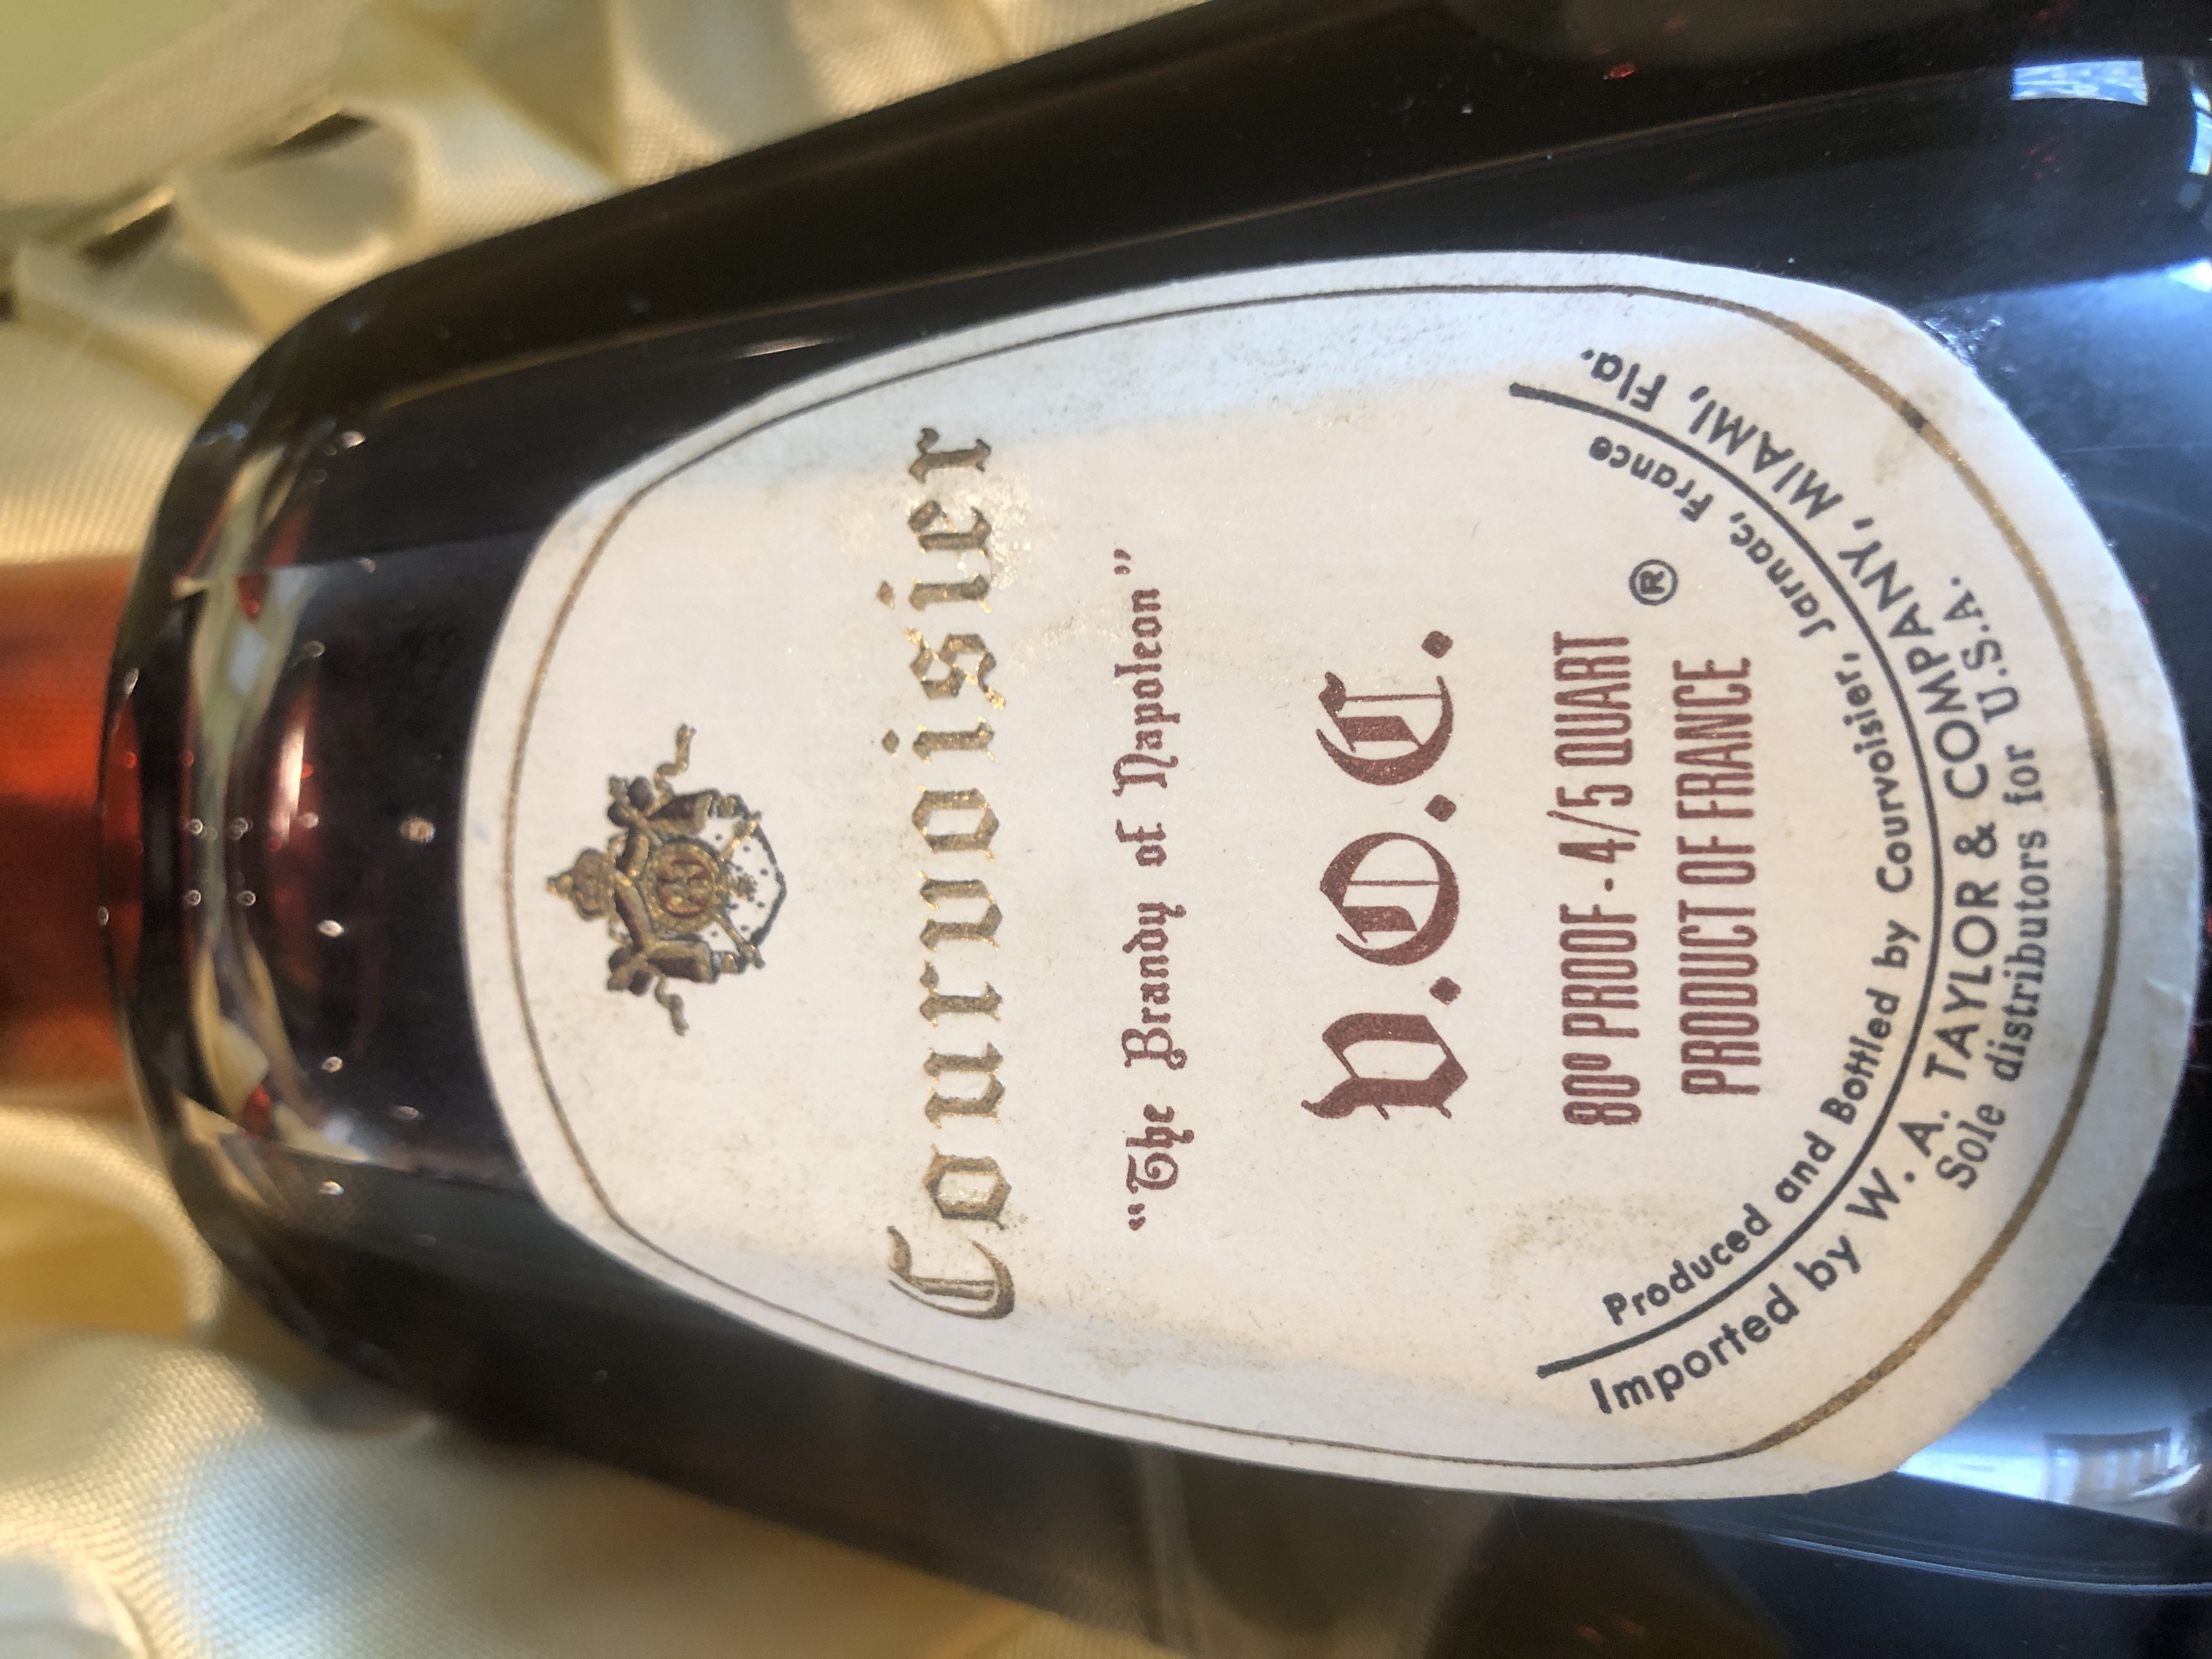 Courvoisier
“The Brandy of Napoleon”
V.O.C.
80º PROOF - 4/5 QUART
PRODUCT OF FRANCE
®
Produced and Bottled by Courvoisier, Jarnac, France
Imported by W. A. TAYLOR & COMPANY, MIAMI, Fla.
Sole distributors for U.S.A.